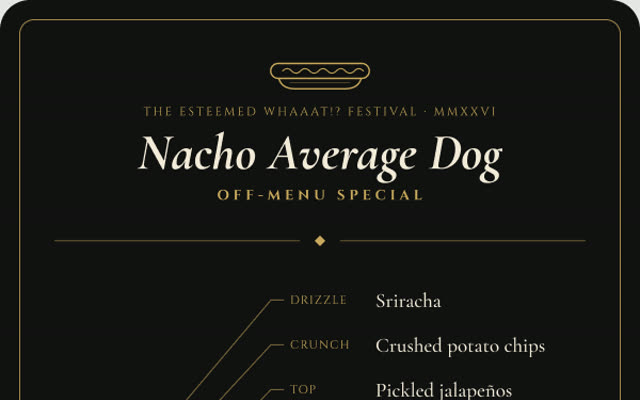 THE ESTEEMED WHAAAT!? FESTIVAL · MMXXVI
Nacho Average Dog
OFF-MENU SPECIAL
DRIZZLE Sriracha
CRUNCH Crushed potato chips
TOP Pickled jalapeños